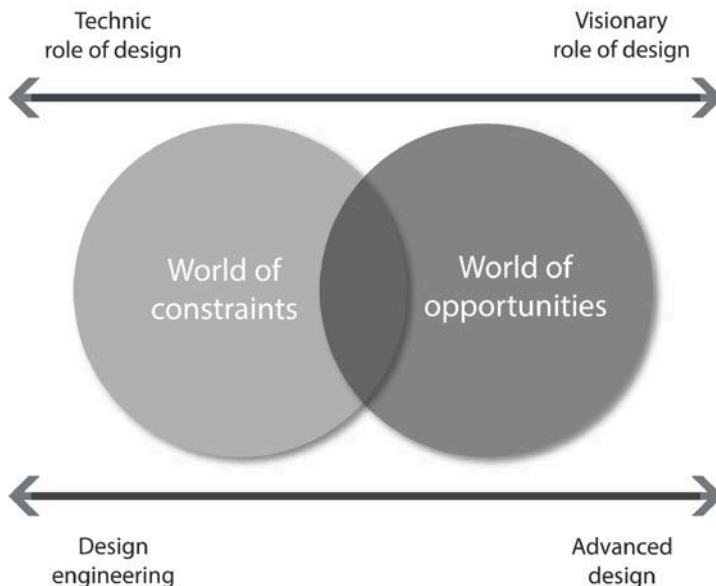 Technic
role of design
Visionary
role of design
World of
constraints
World of
opportunities
Design
engineering
Advanced
design